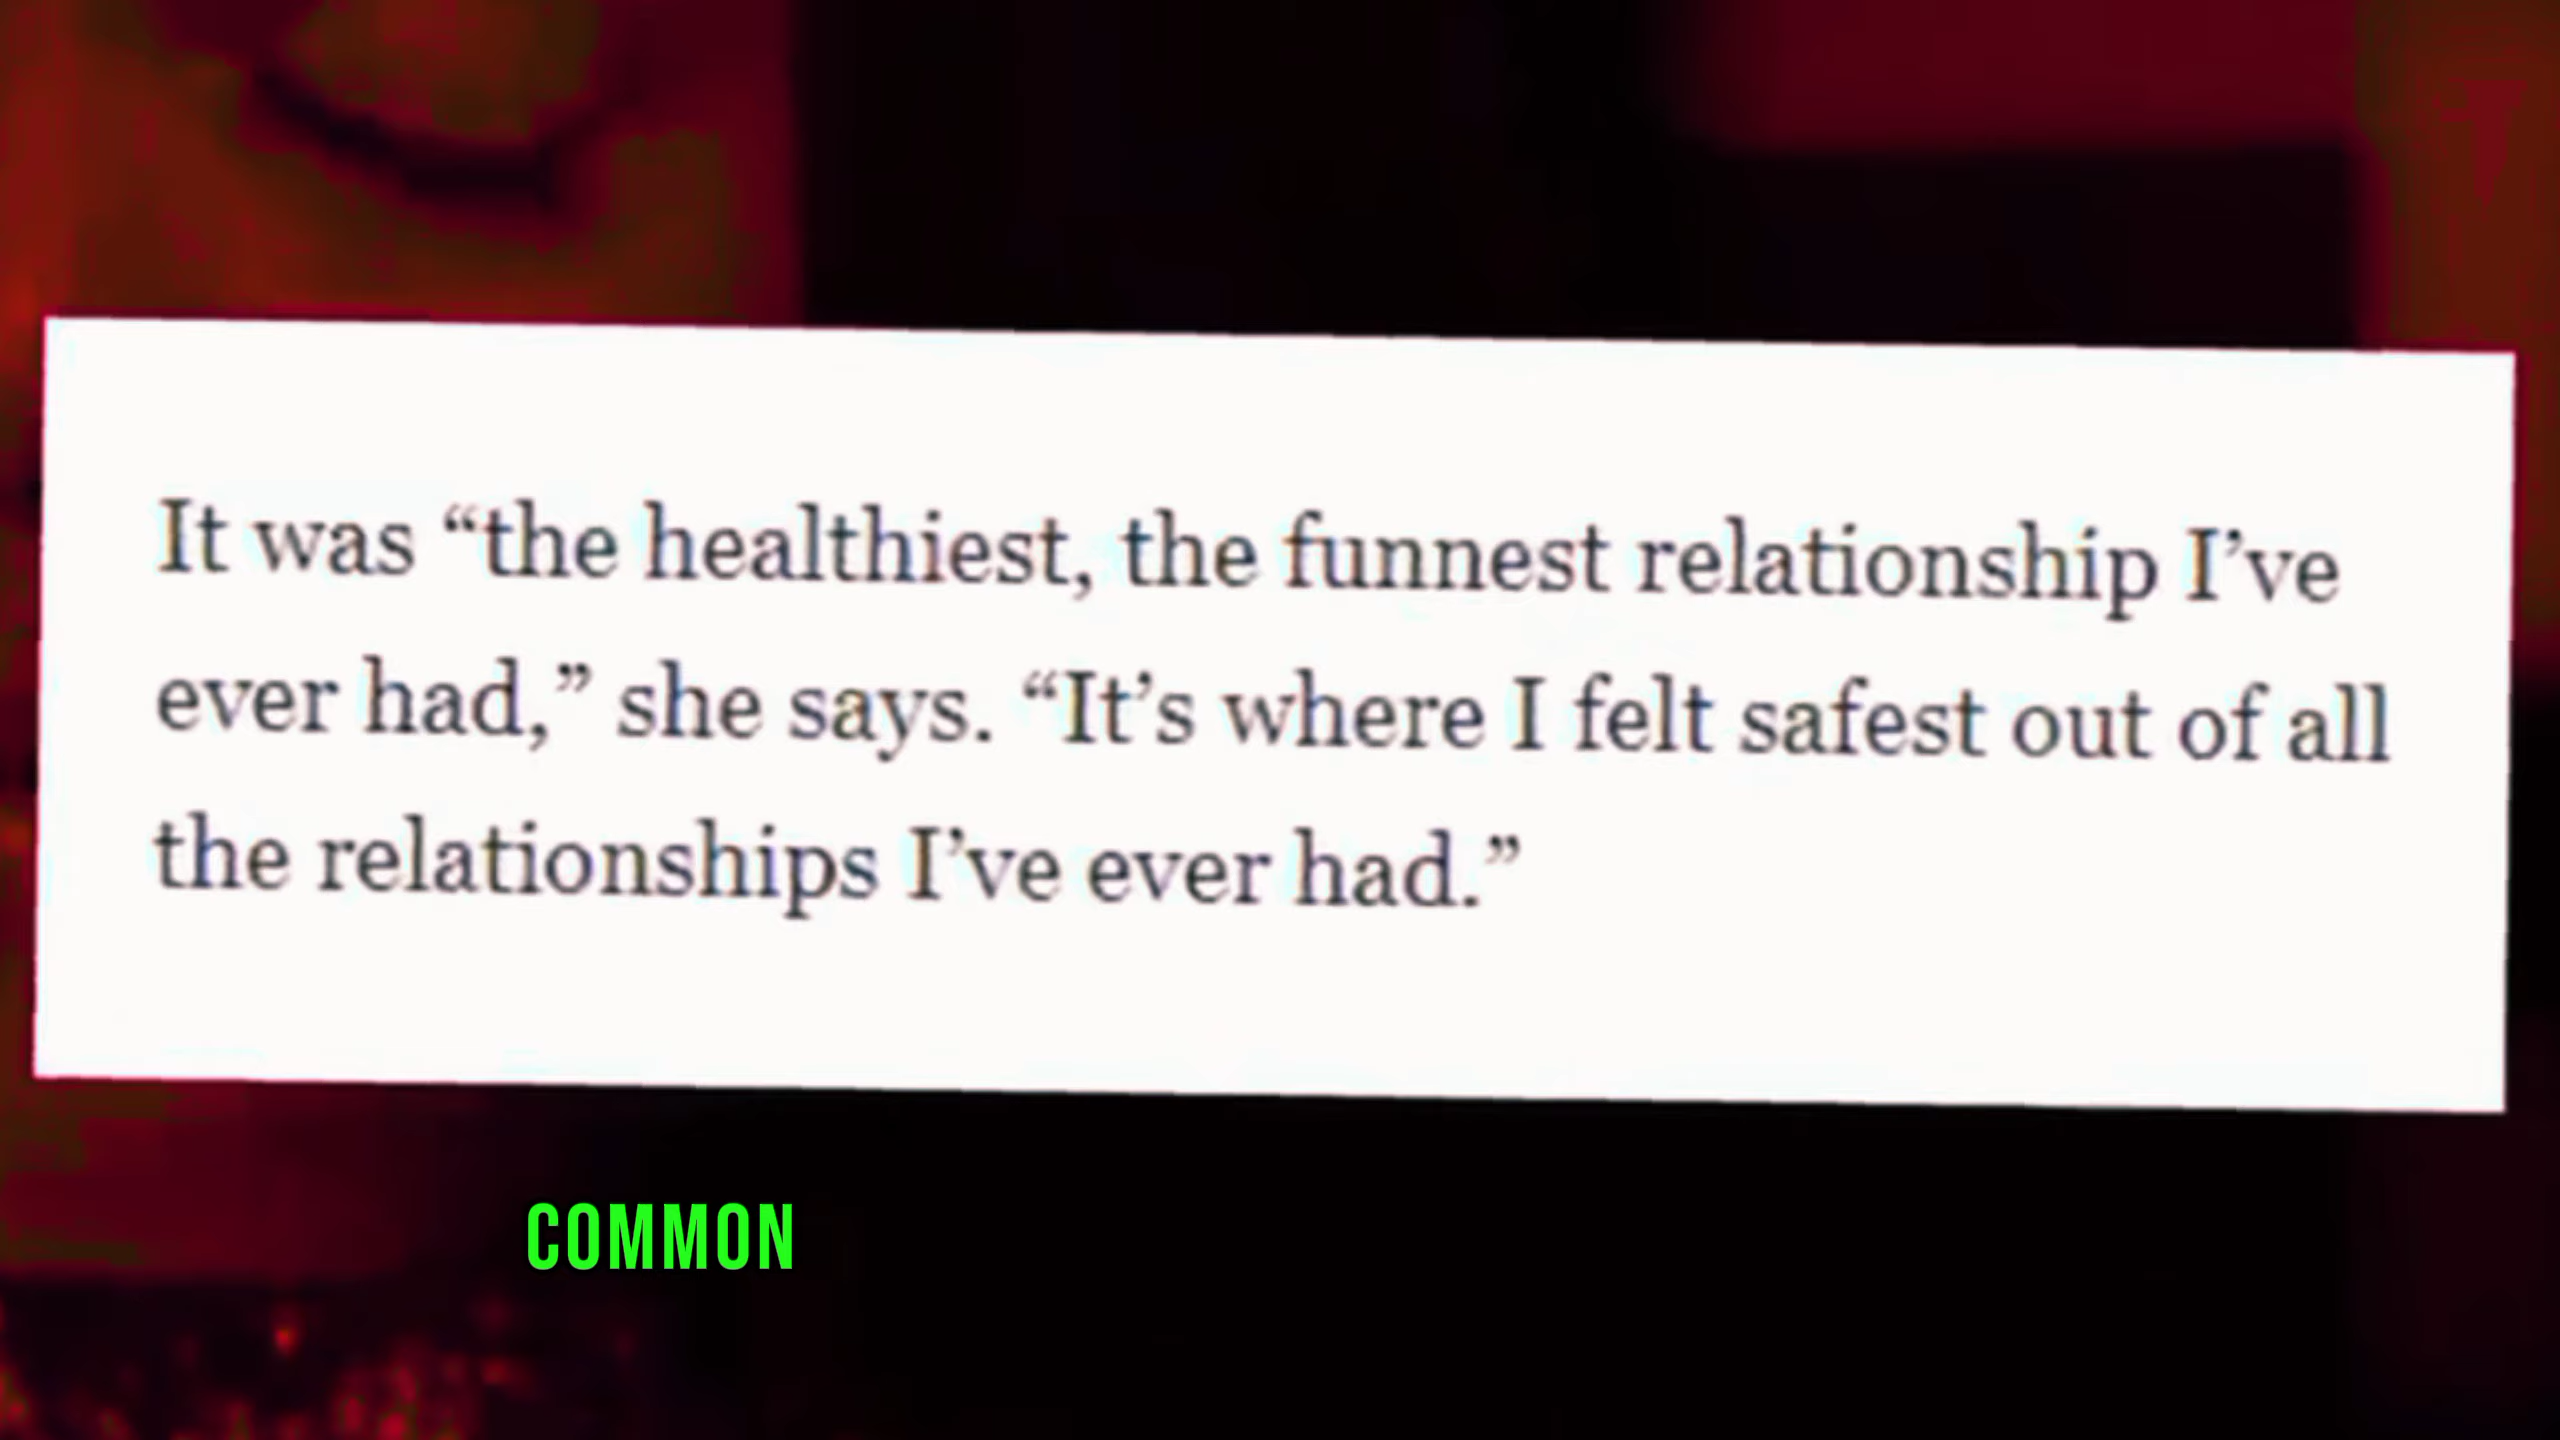 It was “the healthiest, the funnest relationship I’ve
ever had,” she says. “It’s where I felt safest out of all
the relationships I’ve ever had.”
COMMON